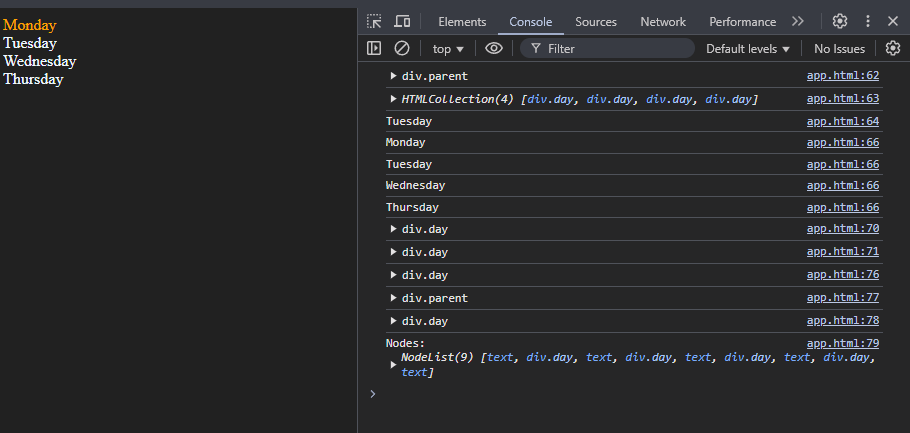 Monday
Tuesday
Wednesday
Thursday
Elements Console Sources Network Performance
top Filter Default levels No Issues
div.parent app.html:62
HTMLCollection(4) [div.day, div.day, div.day, div.day] app.html:63
Tuesday app.html:64
Monday app.html:66
Tuesday app.html:66
Wednesday app.html:66
Thursday app.html:66
div.day app.html:70
div.day app.html:71
div.day app.html:76
div.parent app.html:77
div.day app.html:78
Nodes: app.html:79
NodeList(9) [text, div.day, text, div.day, text, div.day, text, div.day,
text]